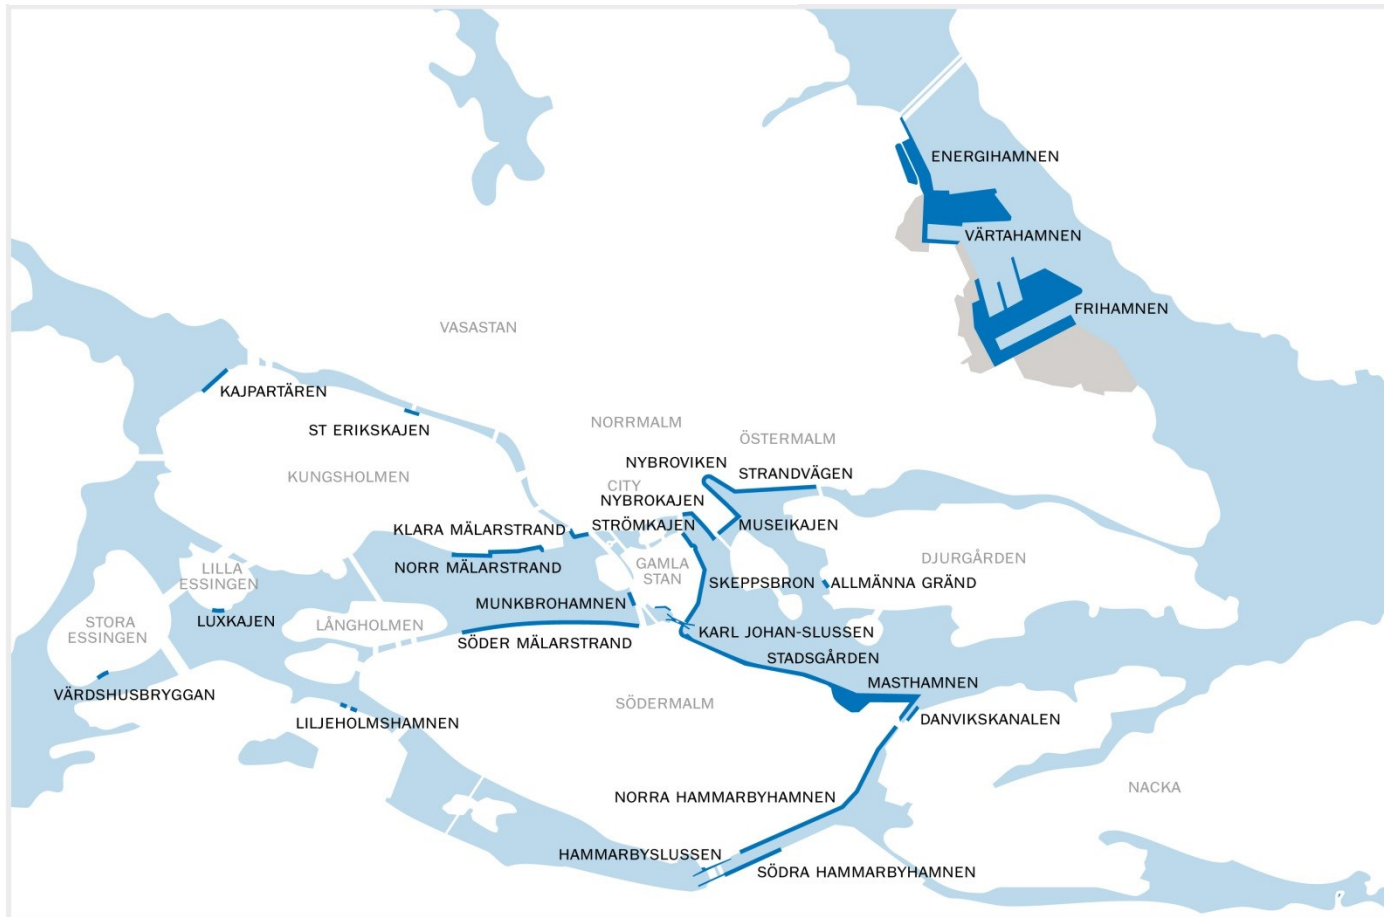 ENERGIHAMNEN
VÄRTAHAMNEN
FRIHAMNEN
VASASTAN
KAJPARTÄREN
ST ERIKSKAJEN
NORRMALM
ÖSTERMALM
NYBROVIKEN
STRANDVÄGEN
KUNGSHOLMEN
CITY
NYBROKAJEN
KLARA MÄLARSTRAND
STRÖMKAJEN
MUSEIKAJEN
NORR MÄLARSTRAND
GAMLA
STAN
DJURGÅRDEN
LILLA
ESSINGEN
SKEPPSBRON
ALLMÄNNA GRÄND
MUNKBROHAMNEN
STORA
ESSINGEN
LUXKAJEN
LÅNGHOLMEN
SÖDER MÄLARSTRAND
KARL JOHAN-SLUSSEN
STADSGÅRDEN
MASTHAMNEN
VÄRDSHUSBRYGGAN
LILJEHOLMSHAMNEN
SÖDERMALM
DANVIKSKANALEN
NACKA
NORRA HAMMARBYHAMNEN
HAMMARBYSLUSSEN
SÖDRA HAMMARBYHAMNEN